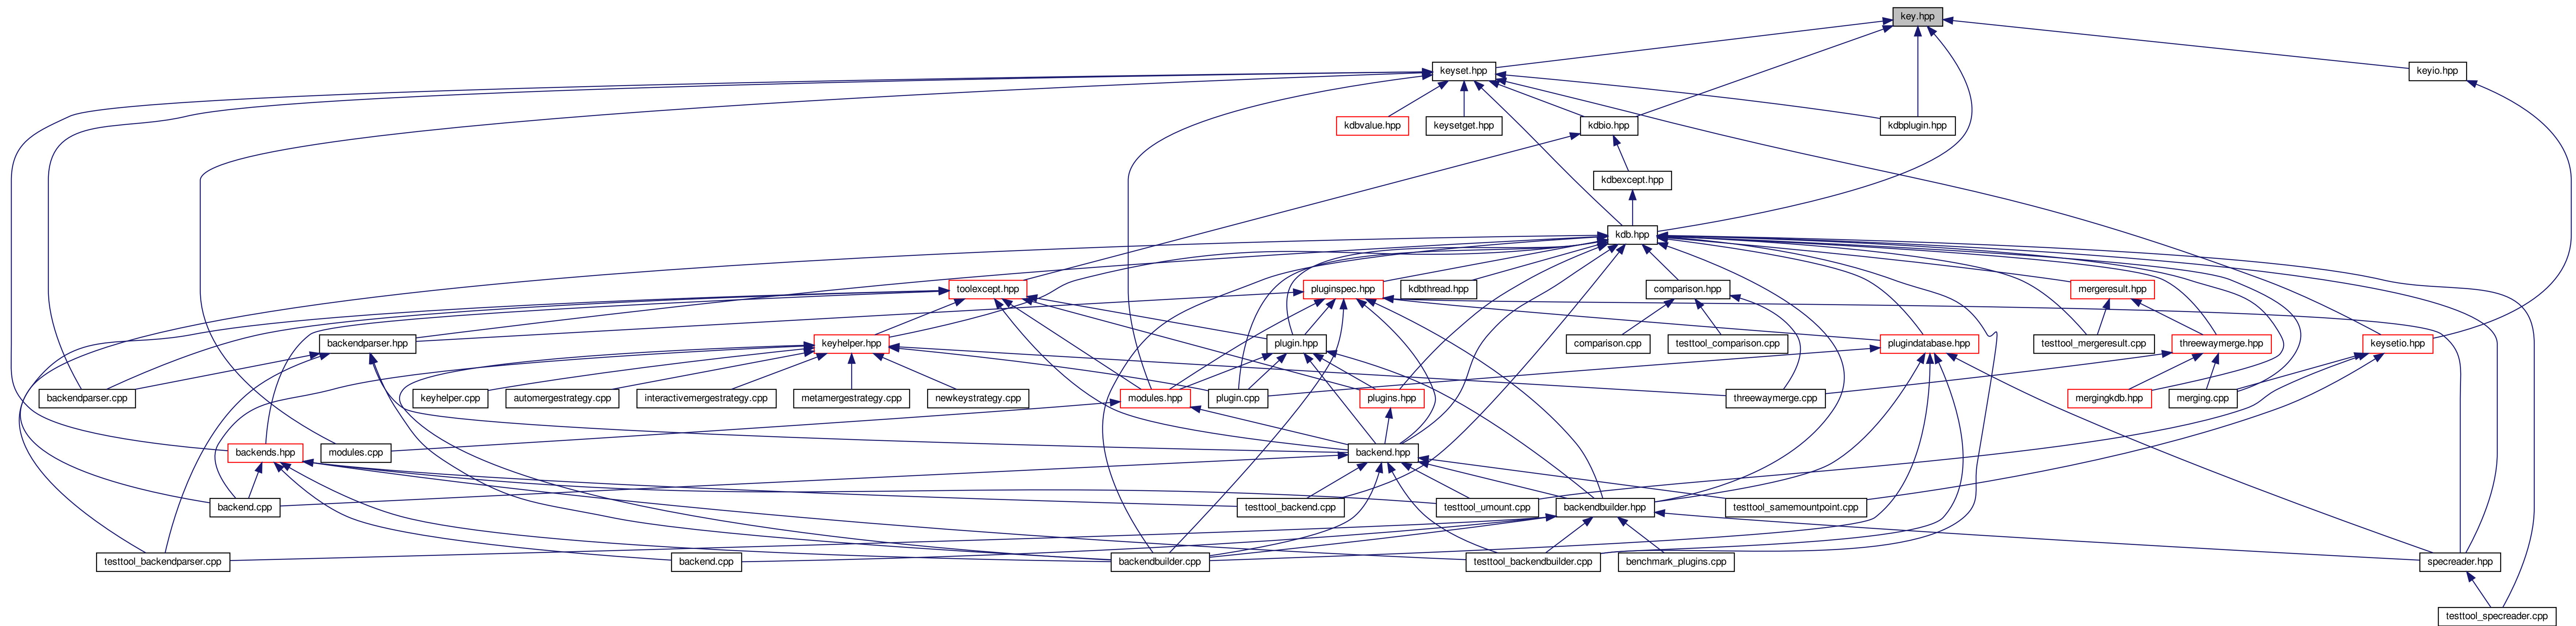 key.hpp
keyset.hpp
keyio.hpp
kdbvalue.hpp
keysetget.hpp
kdbio.hpp
kdbplugin.hpp
kdbexcept.hpp
kdb.hpp
toolexcept.hpp
pluginspec.hpp
kdbthread.hpp
comparison.hpp
mergeresult.hpp
backendparser.hpp
keyhelper.hpp
plugin.hpp
comparison.cpp
testtool_comparison.cpp
plugindatabase.hpp
testtool_mergeresult.cpp
threewaymerge.hpp
keysetio.hpp
backendparser.cpp
keyhelper.cpp
automergestrategy.cpp
interactivemergestrategy.cpp
metamergestrategy.cpp
newkeystrategy.cpp
modules.hpp
plugin.cpp
plugins.hpp
threewaymerge.cpp
mergingkdb.hpp
merging.cpp
backends.hpp
modules.cpp
backend.hpp
backend.cpp
testtool_backend.cpp
testtool_umount.cpp
backendbuilder.hpp
testtool_samemountpoint.cpp
testtool_backendparser.cpp
backend.cpp
backendbuilder.cpp
testtool_backendbuilder.cpp
benchmark_plugins.cpp
specreader.hpp
testtool_specreader.cpp